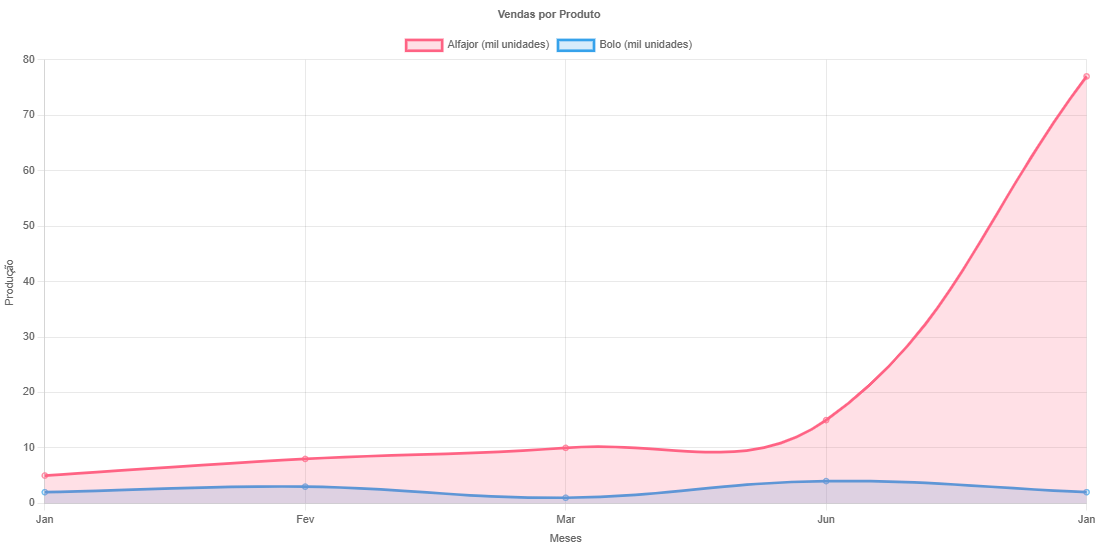 Vendas por Produto
Alfajor (mil unidades) Bolo (mil unidades)
80
70
60
50
40
30
20
10
0
Produção
Jan Fev Mar Jun Jan
Meses